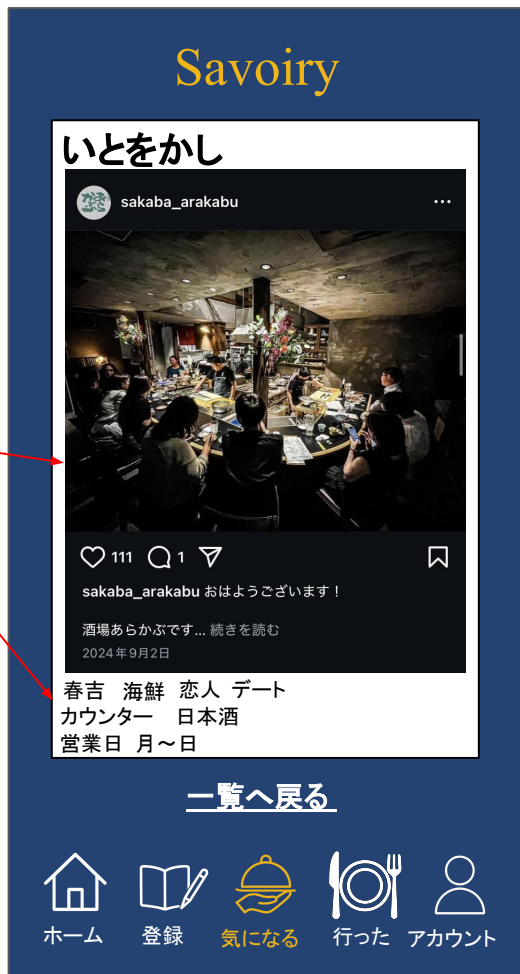 Savoiry
いとをかし
sakaba_arakabu
111 1
sakaba_arakabu おはようございます！
酒場あらかぶです... 続きを読む
2024年9月2日
春吉 海鮮 恋人 デート
カウンター 日本酒
営業日 月～日
一覧へ戻る
ホーム 登録 気になる 行った アカウント